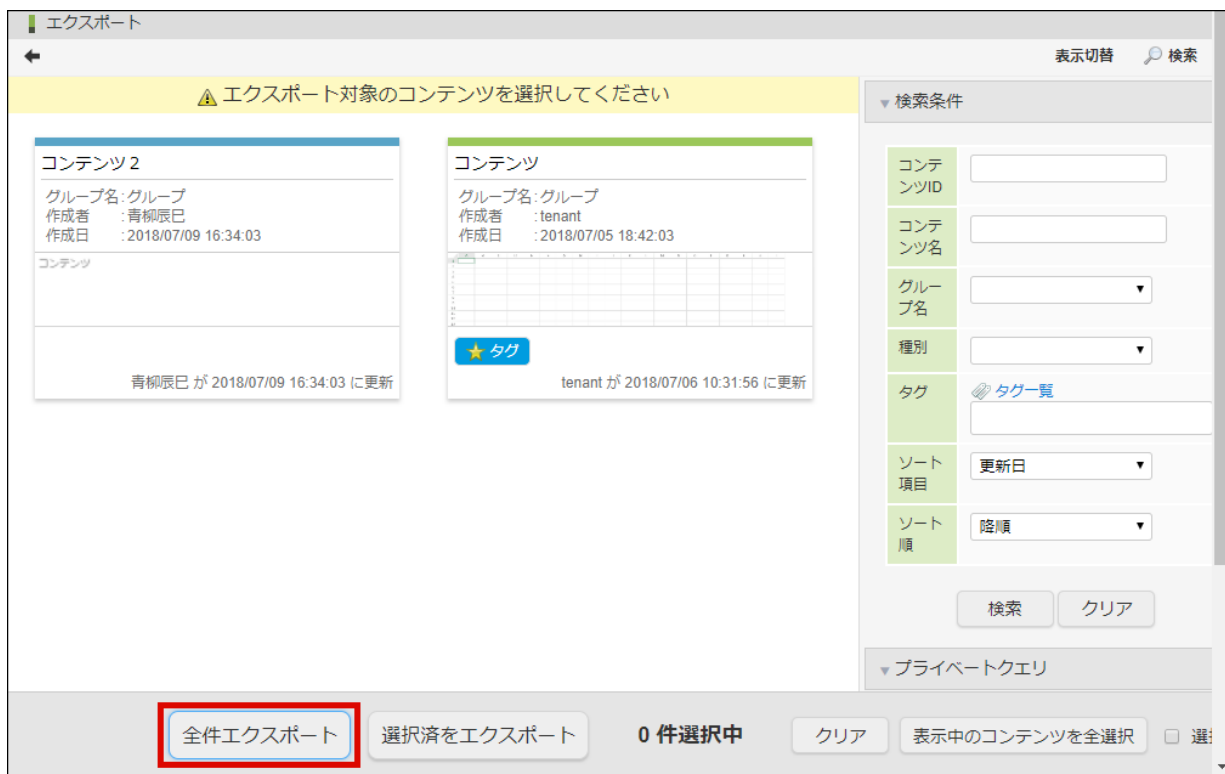 エクスポート
表示切替 検索
エクスポート対象のコンテンツを選択してください
コンテンツ 2
グループ名:グループ
作成者 :青柳辰巳
作成日 :2018/07/09 16:34:03
コンテンツ
青柳辰巳 が 2018/07/09 16:34:03 に更新
コンテンツ
グループ名:グループ
作成者 :tenant
作成日 :2018/07/05 18:42:03
タグ
tenant が 2018/07/06 10:31:56 に更新
検索条件
コンテ
ンツID
コンテ
ンツ名
グルー
プ名
種別
タグ タグ一覧
ソート
項目 更新日
ソート
順 降順
検索 クリア
プライベートクエリ
全件エクスポート 選択済をエクスポート 0 件選択中 クリア 表示中のコンテンツを全選択